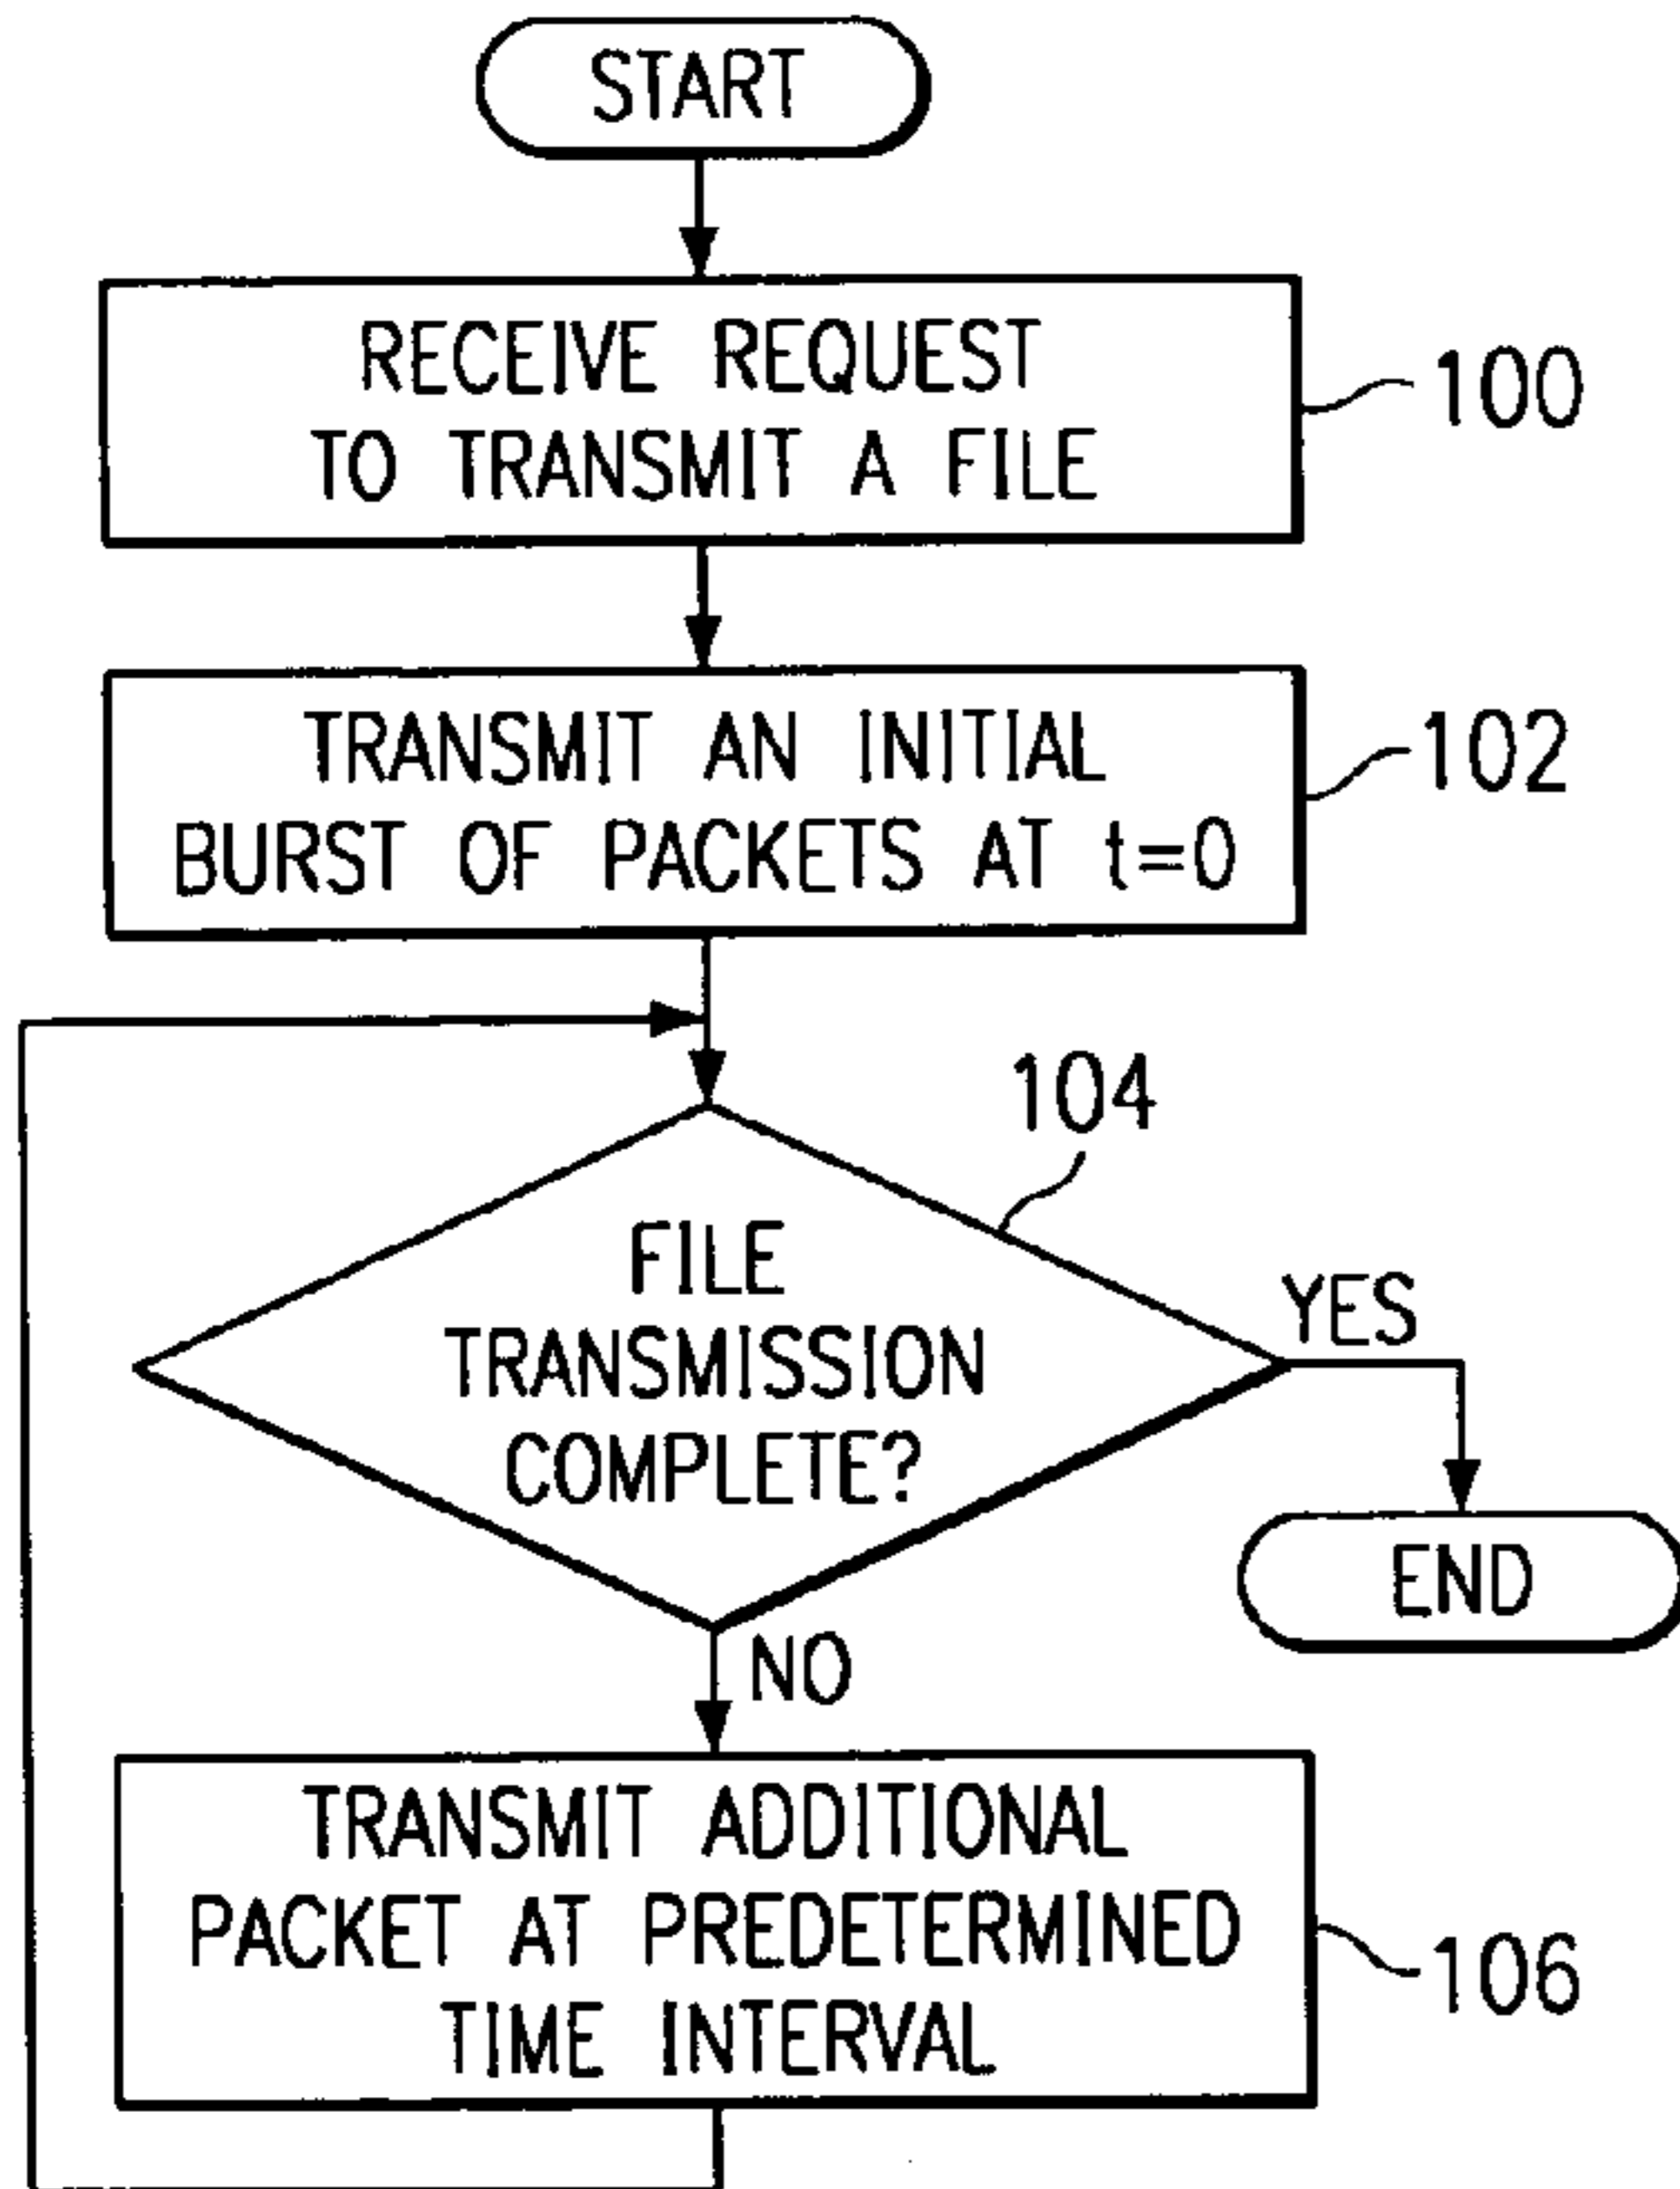 START
RECEIVE REQUEST
TO TRANSMIT A FILE
100
TRANSMIT AN INITIAL
BURST OF PACKETS AT t=0
102
104
FILE
TRANSMISSION
COMPLETE?
YES
END
NO
TRANSMIT ADDITIONAL
PACKET AT PREDETERMINED
TIME INTERVAL
106